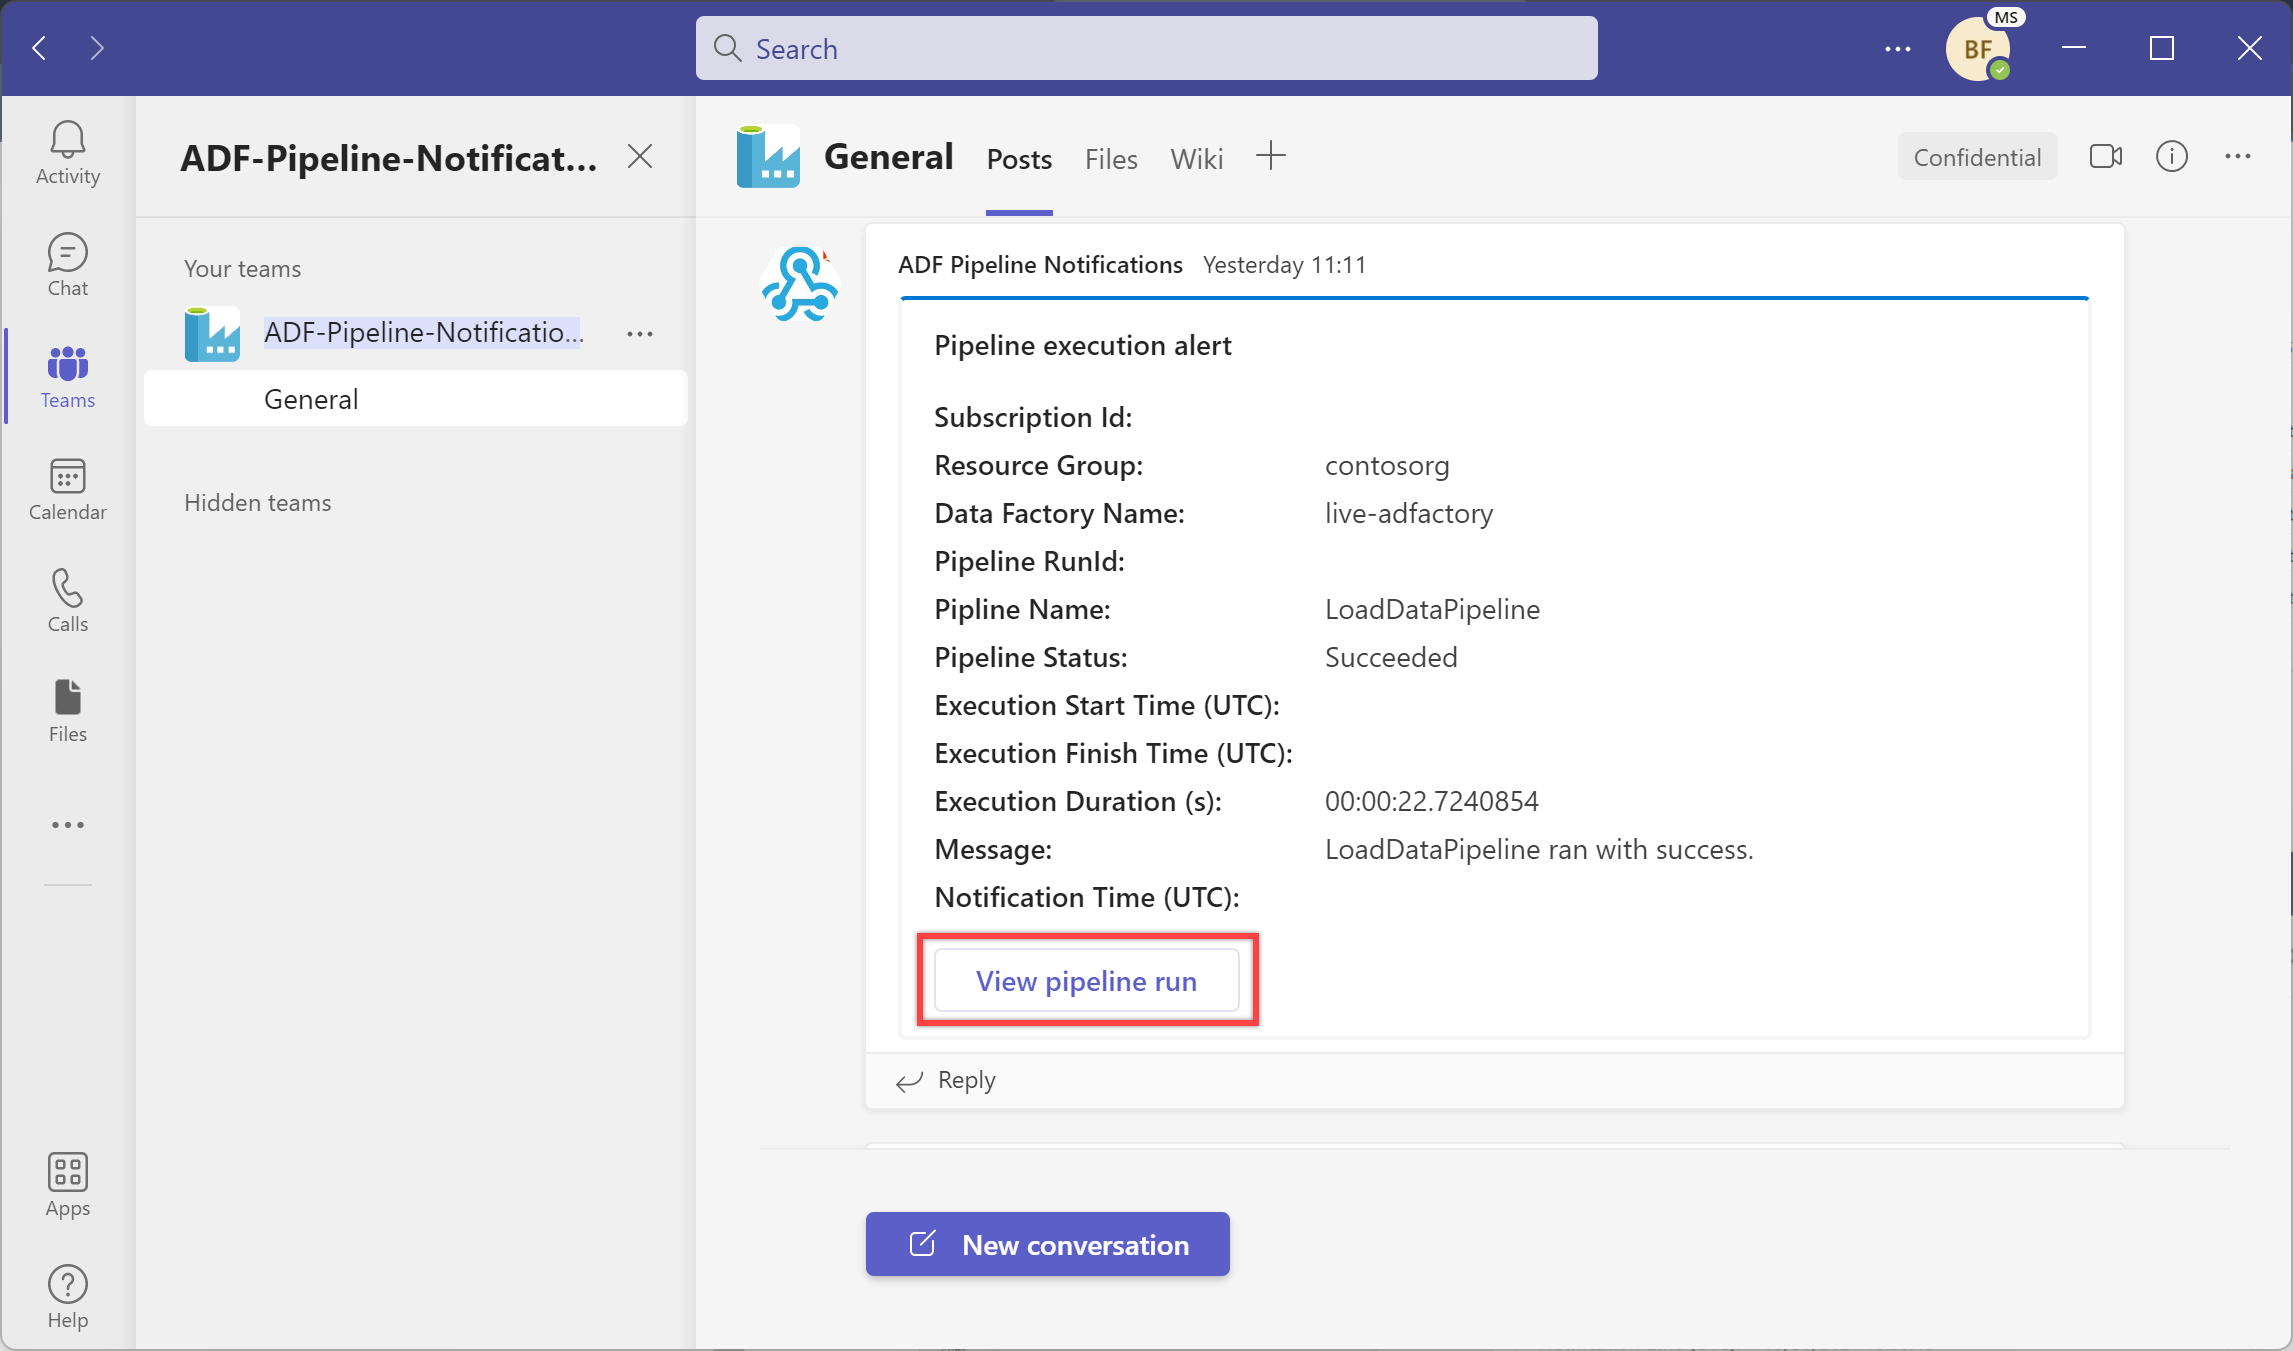 Search
MS
BF
Activity
Chat
Teams
Calendar
Calls
Files
Apps
Help
ADF-Pipeline-Notificat...
Your teams
ADF-Pipeline-Notificatio...
General
Hidden teams
General Posts Files Wiki
Confidential
ADF Pipeline Notifications Yesterday 11:11
Pipeline execution alert
Subscription Id:
Resource Group: contosorg
Data Factory Name: live-adfactory
Pipeline RunId:
Pipline Name: LoadDataPipeline
Pipeline Status: Succeeded
Execution Start Time (UTC):
Execution Finish Time (UTC):
Execution Duration (s): 00:00:22.7240854
Message: LoadDataPipeline ran with success.
Notification Time (UTC):
View pipeline run
Reply
New conversation